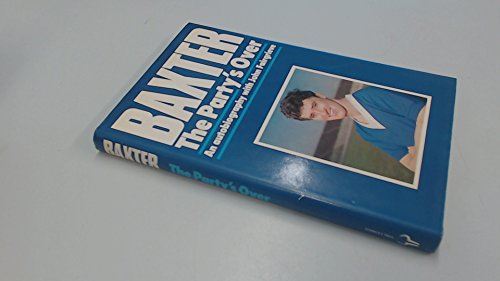 BAXTER
The Party's Over
An autobiography with John Fairgrieve
BAXTER
The Party's Over